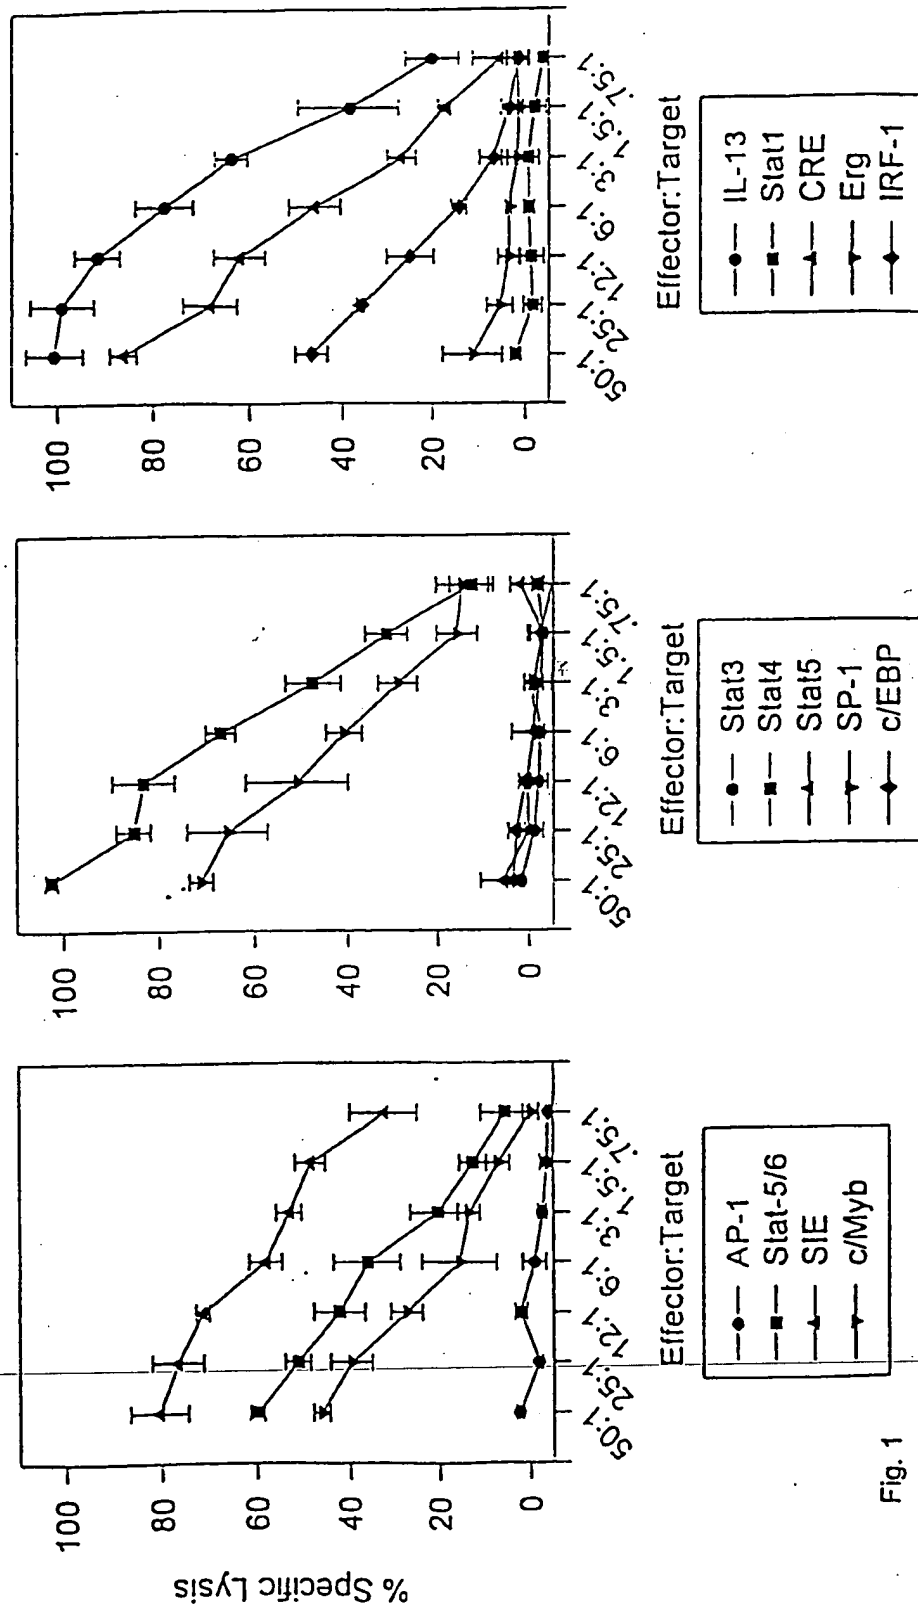 % Specific Lysis
100
80
60
40
20
0
50:1
25:1
12:1
6:1
3:1
1.5:1
.75:1
Effector:Target
AP-1
Stat-5/6
SIE
c/Myb
100
80
60
40
20
0
50:1
25:1
12:1
6:1
3:1
1.5:1
.75:1
Effector:Target
Stat3
Stat4
Stat5
SP-1
c/EBP
100
80
60
40
20
0
50:1
25:1
12:1
6:1
3:1
1.5:1
.75:1
Effector:Target
IL-13
Stat1
CRE
Erg
IRF-1
Fig. 1